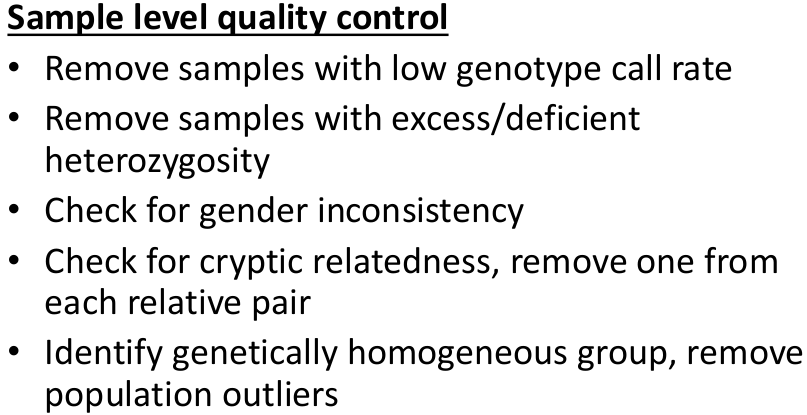 Sample level quality control
• Remove samples with low genotype call rate
• Remove samples with excess/deficient
heterozygosity
• Check for gender inconsistency
• Check for cryptic relatedness, remove one from
each relative pair
• Identify genetically homogeneous group, remove
population outliers